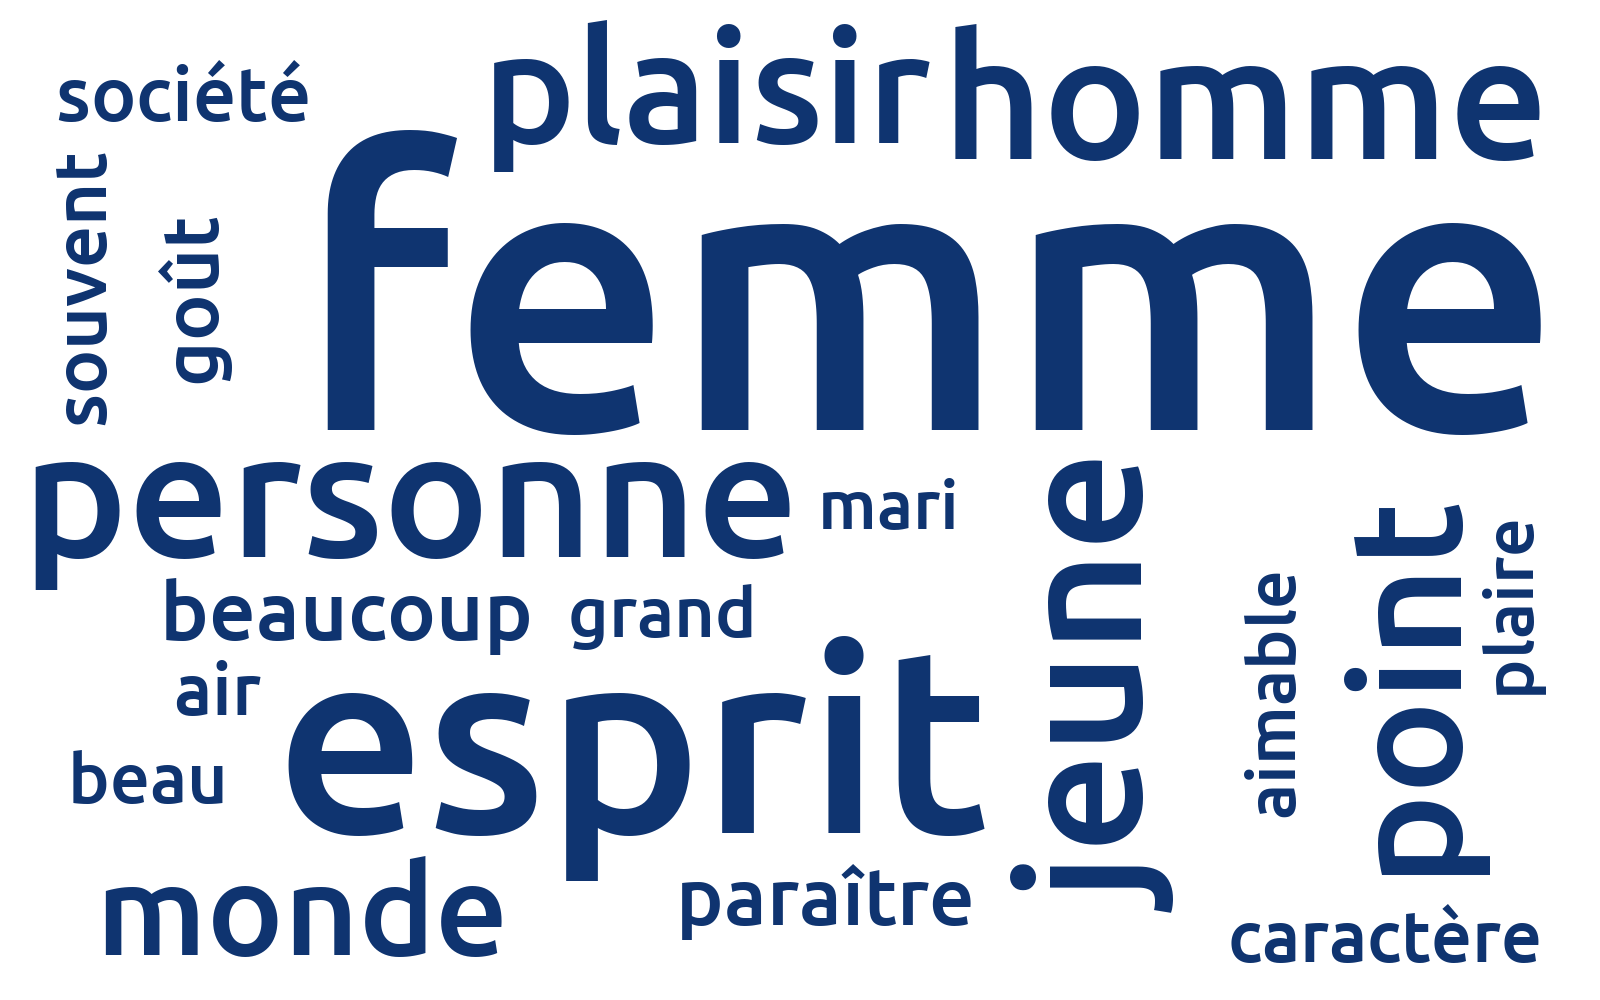 société
plaisir
homme
souvent
goût
femme
personne
mari
jeune
point
plaire
beaucoup
grand
aimable
air
esprit
beau
monde
paraître
caractère